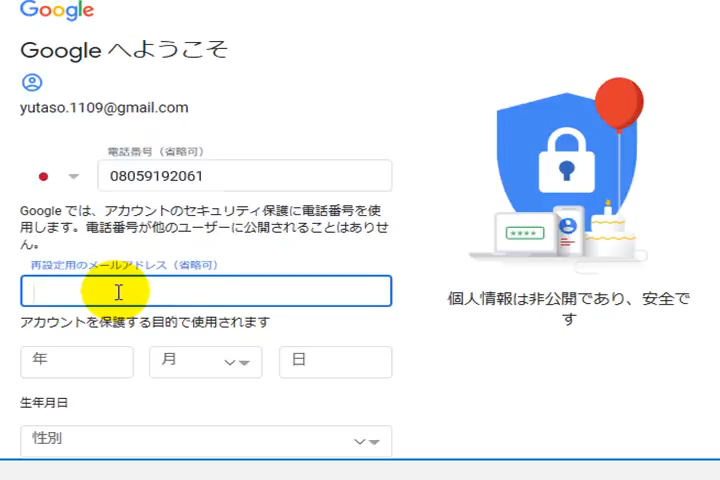 Google
Google へようこそ
yutaso.1109@gmail.com
電話番号（省略可）
08059192061
Google では、アカウントのセキュリティ保護に電話番号を使
用します。電話番号が他のユーザーに公開されることはありませ
ん。
再設定用のメールアドレス（省略可）
アカウントを保護する目的で使用されます
年 月 日
生年月日
性別
****
個人情報は非公開であり、安全で
す